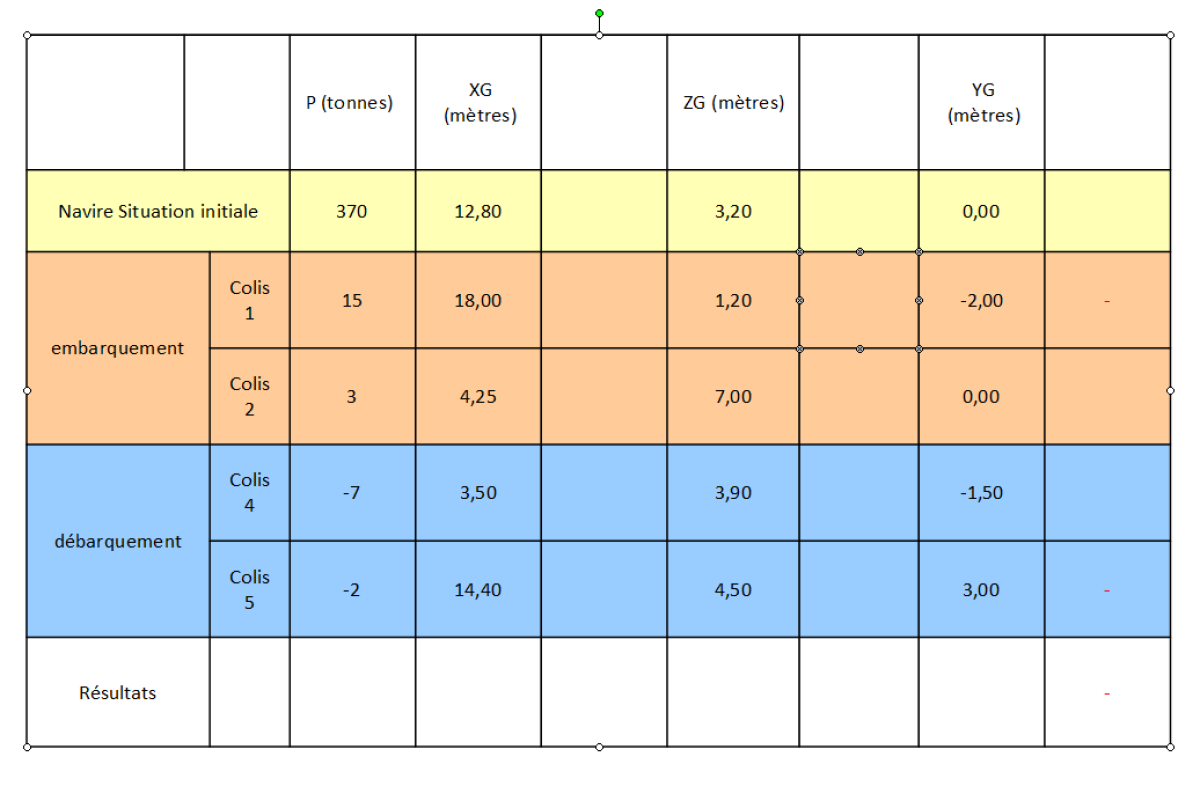 P (tonnes)
XG
(mètres)
ZG (mètres)
YG
(mètres)
Navire Situation initiale
370
12,80
3,20
0,00
embarquement
Colis
1
15
18,00
1,20
-2,00
-
Colis
2
3
4,25
7,00
0,00
débarquement
Colis
4
-7
3,50
3,90
-1,50
Colis
5
-2
14,40
4,50
3,00
-
Résultats
-